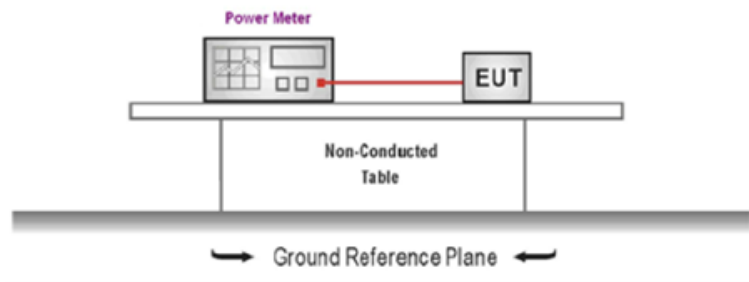 Power Meter
EUT
Non-Conducted
Table
Ground Reference Plane